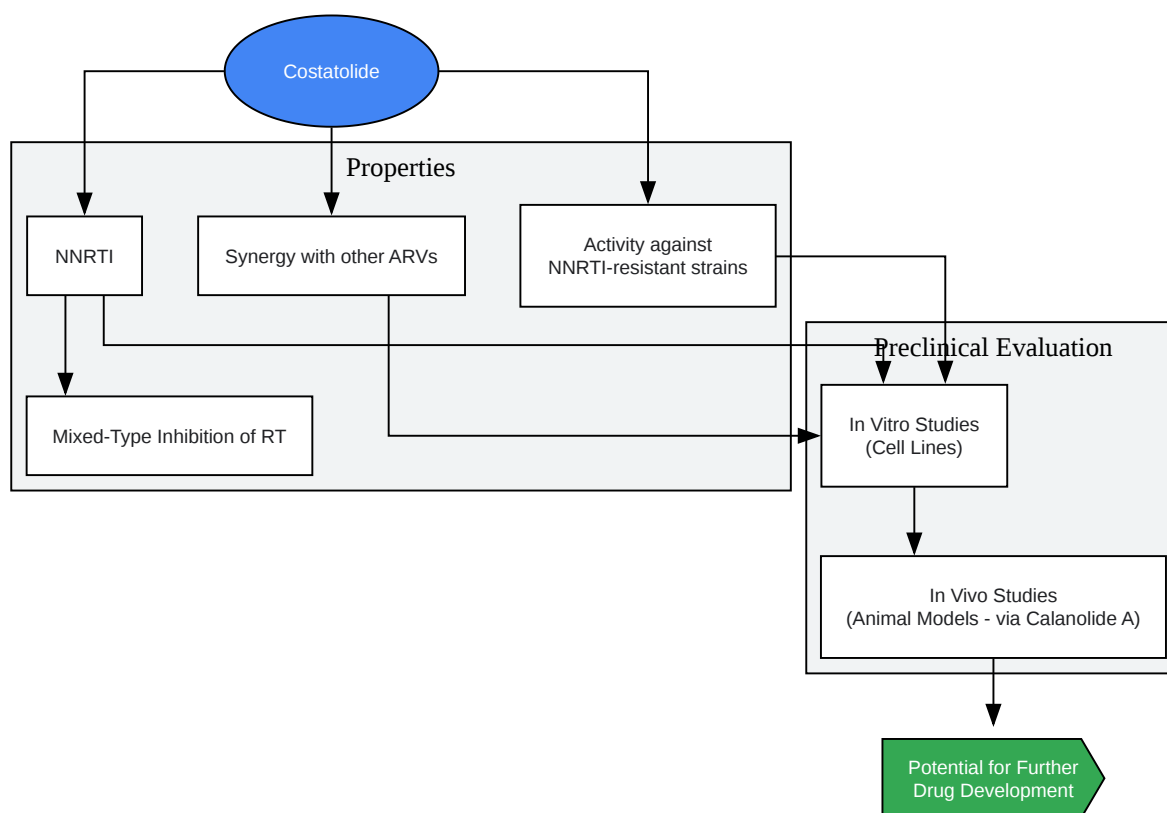 Costatolide
Properties
NNRTI
Synergy with other ARVs
Activity against
NNRTI-resistant strains
Mixed-Type Inhibition of RT
Preclinical Evaluation
In Vitro Studies
(Cell Lines)
In Vivo Studies
(Animal Models - via Calanolide A)
Potential for Further
Drug Development